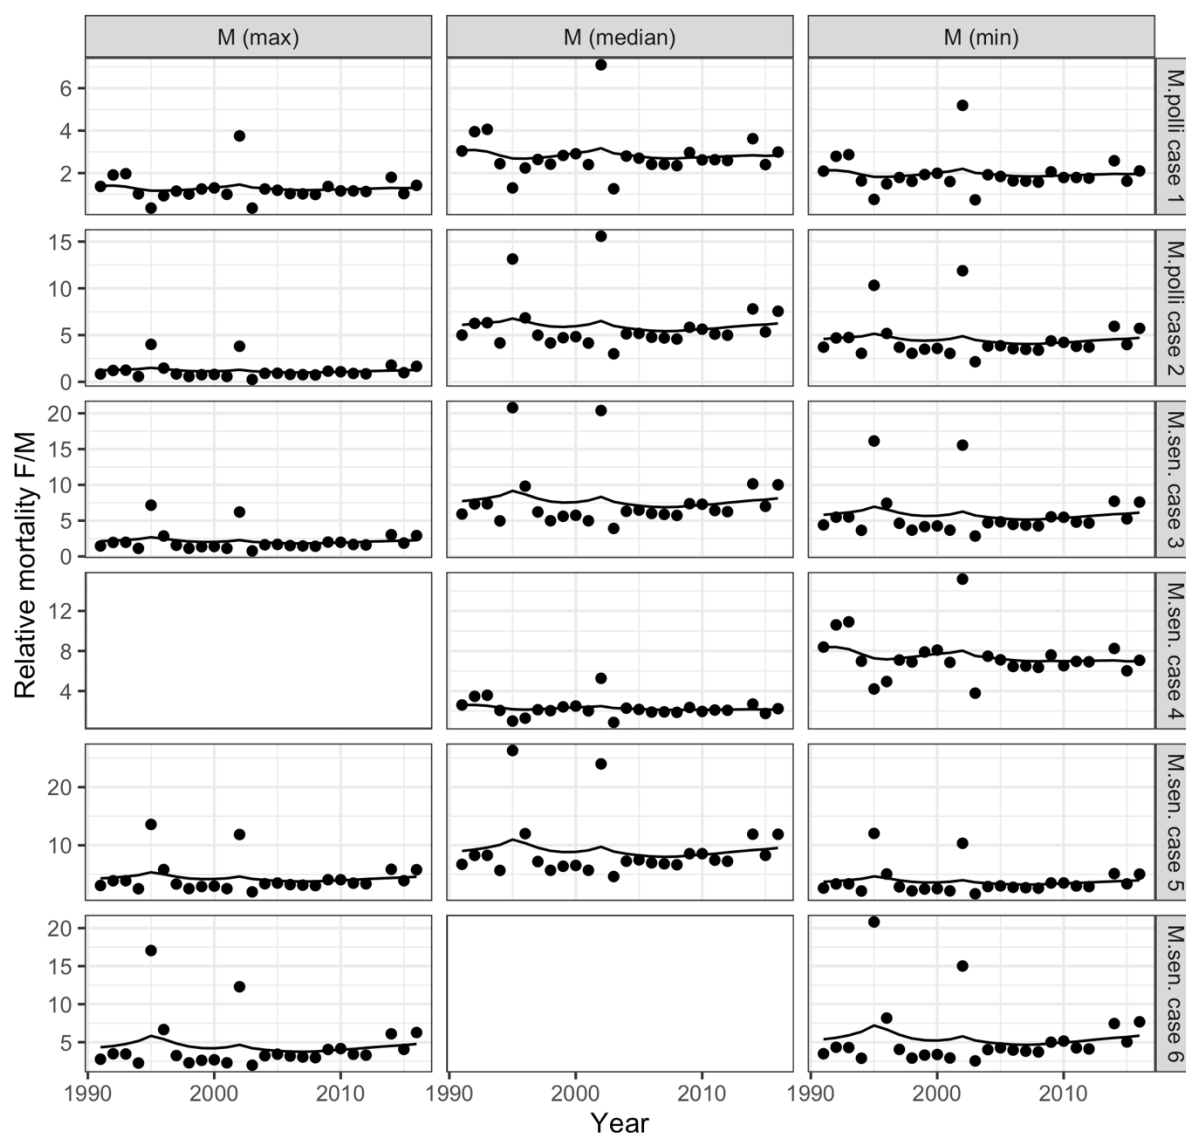 M (max) M (median) M (min)
6
4
2
M.polli case 1
15
10
5
0
M.polli case 2
20
15
10
5
0
M.sen. case 3
12
8
4
M.sen. case 4
20
10
M.sen. case 5
20
15
10
5
M.sen. case 6
Relative mortality F/M
1990 2000 2010 1990 2000 2010 1990 2000 2010
Year